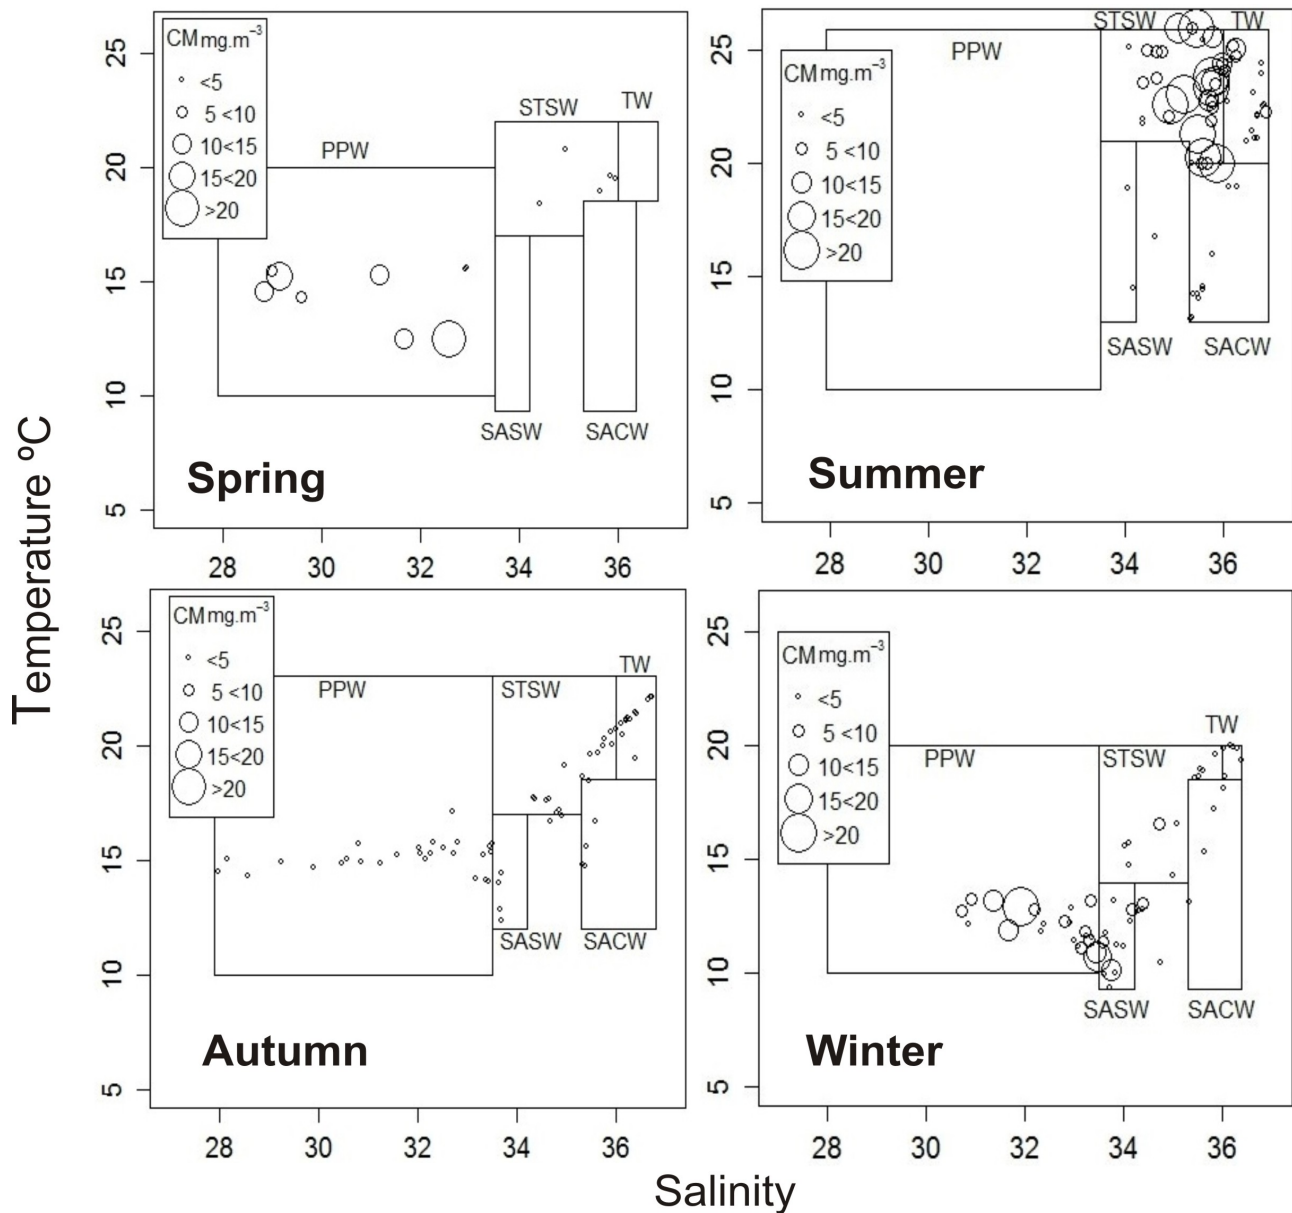 Temperature ºC
CM mg.m⁻³
<5
5 <10
10<15
15<20
>20
PPW
STSW
TW
SASW
SACW
Spring
25
20
15
10
5
28 30 32 34 36
CM mg.m⁻³
<5
5 <10
10<15
15<20
>20
PPW
STSW
TW
SASW
SACW
Summer
25
20
15
10
5
28 30 32 34 36
CM mg.m⁻³
<5
5 <10
10<15
15<20
>20
PPW
STSW
TW
SASW
SACW
Autumn
25
20
15
10
5
28 30 32 34 36
CM mg.m⁻³
<5
5 <10
10<15
15<20
>20
PPW
STSW
TW
SASW
SACW
Winter
25
20
15
10
5
28 30 32 34 36
Salinity